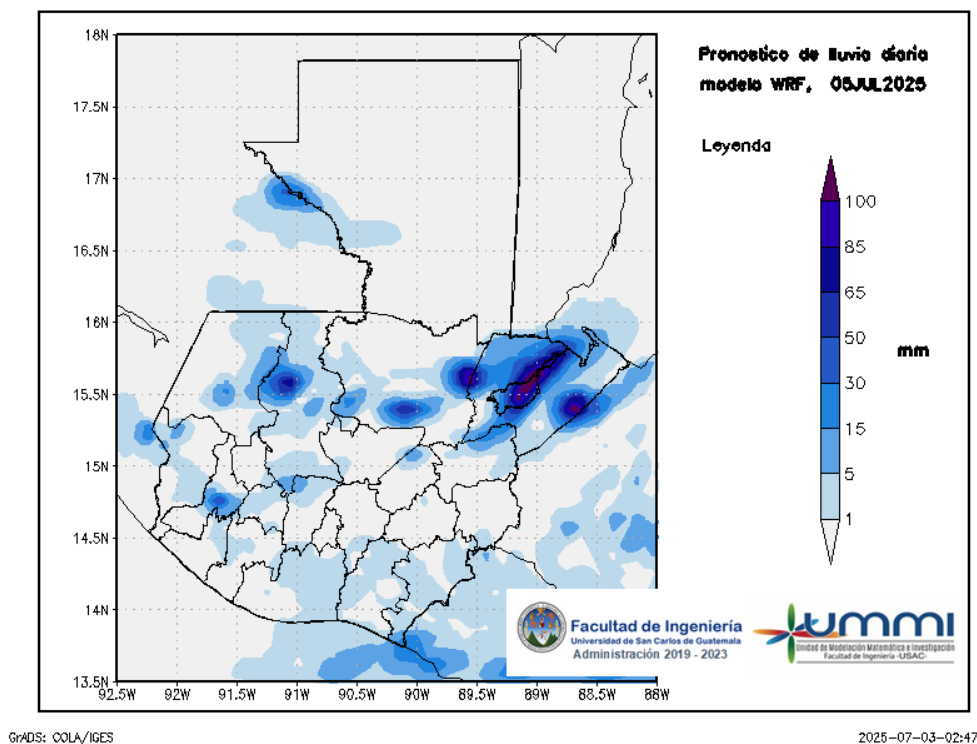 Pronostico de lluvia diaria
modelo WRF, 05JUL2025
Leyenda
100
85
65
50
30
15
5
1
mm
18N
17.5N
17N
16.5N
16N
15.5N
15N
14.5N
14N
13.5N
92.5W 92W 91.5W 91W 90.5W 90W 89.5W 89W 88.5W 88W
Facultad de Ingeniería
Universidad de San Carlos de Guatemala
Administración 2019 - 2023
ummi
Unidad de Modelación Matemática e Investigación
Facultad de Ingeniería -USAC-
GrADS: COLA/IGES
2025-07-03-02:47